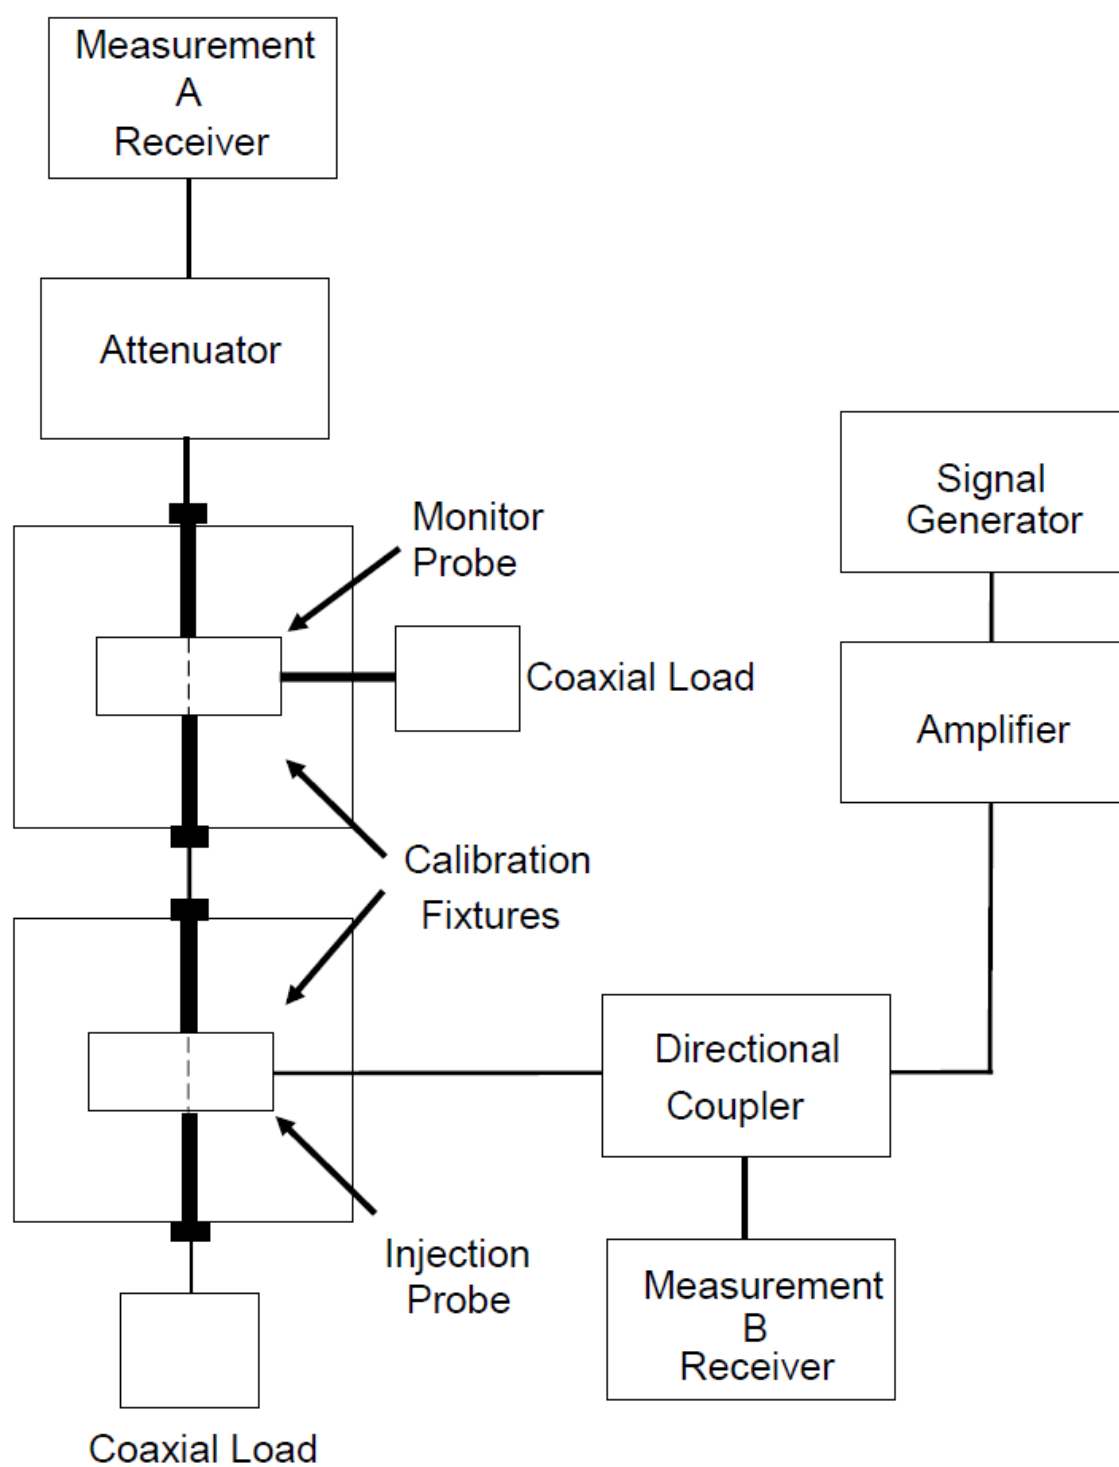 Measurement
A
Receiver
Attenuator
Monitor
Probe
Signal
Generator
Coaxial Load
Amplifier
Calibration
Fixtures
Directional
Coupler
Injection
Probe
Measurement
B
Receiver
Coaxial Load